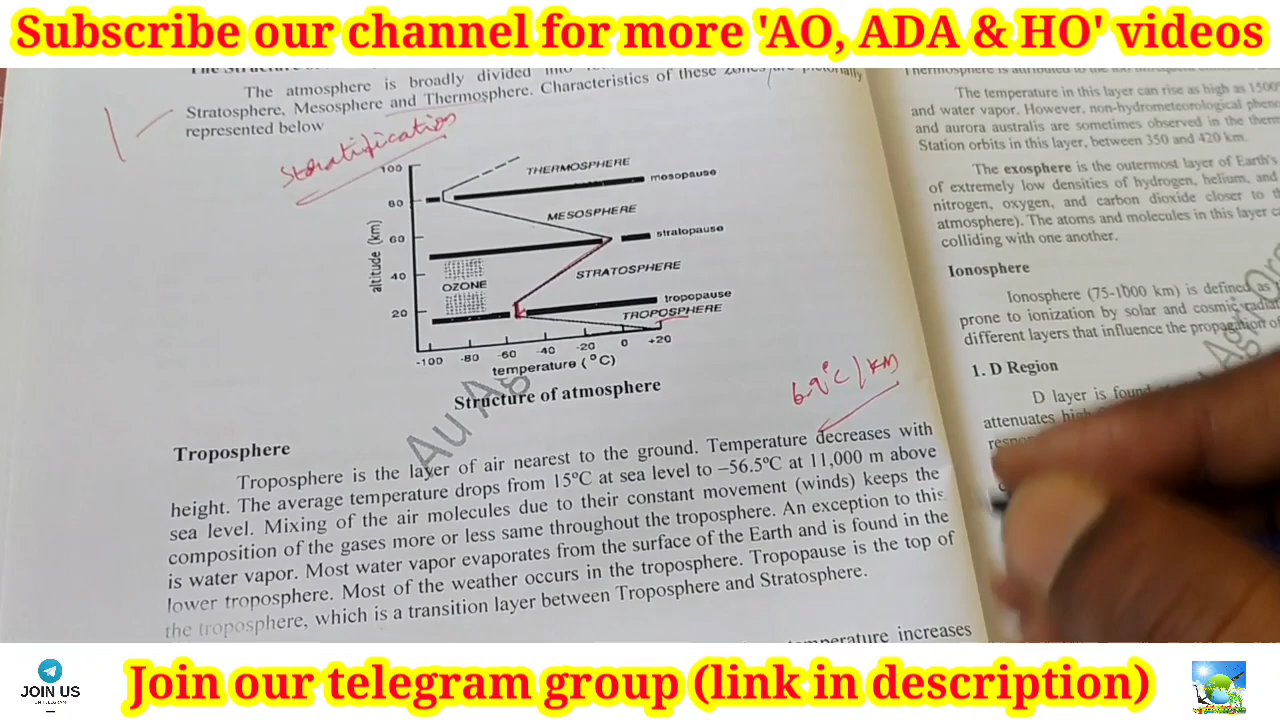 Subscribe our channel for more 'AO, ADA & HO' videos
The atmosphere is broadly divided into
Stratosphere, Mesosphere and Thermosphere. Characteristics of these zones are pictorially
represented below
Stratification
100
80
60
40
20
altitude (km)
THERMOSPHERE
mesopause
MESOSPHERE
stratopause
STRATOSPHERE
OZONE
tropopause
TROPOSPHERE
-100 -80 -60 -40 -20 0 +20
temperature (°C)
Structure of atmosphere
Au Ag
°C/KM
Troposphere
Troposphere is the layer of air nearest to the ground. Temperature decreases with
height. The average temperature drops from 15°C at sea level to –56.5°C at 11,000 m above
sea level. Mixing of the air molecules due to their constant movement (winds) keeps the
composition of the gases more or less same throughout the troposphere. An exception to this
is water vapor. Most water vapor evaporates from the surface of the Earth and is found in the
lower troposphere. Most of the weather occurs in the troposphere. Tropopause is the top of
the troposphere, which is a transition layer between Troposphere and Stratosphere.
temperature increases
The temperature in this layer can rise as high as 1500°
and water vapor. However, non-hydrometeorological phen
and aurora australis are sometimes observed in the therm
Station orbits in this layer, between 350 and 420 km.
The exosphere is the outermost layer of Earth's
of extremely low densities of hydrogen, helium, and
nitrogen, oxygen, and carbon dioxide closer to th
atmosphere). The atoms and molecules in this layer
colliding with one another.
Ionosphere
Ionosphere (75-1000 km) is defined as
prone to ionization by solar and cosmic radia
different layers that influence the propagation of
1. D Region
D layer is found
attenuates
Join our telegram group (link in description)
JOIN US
ON TELEGRAM